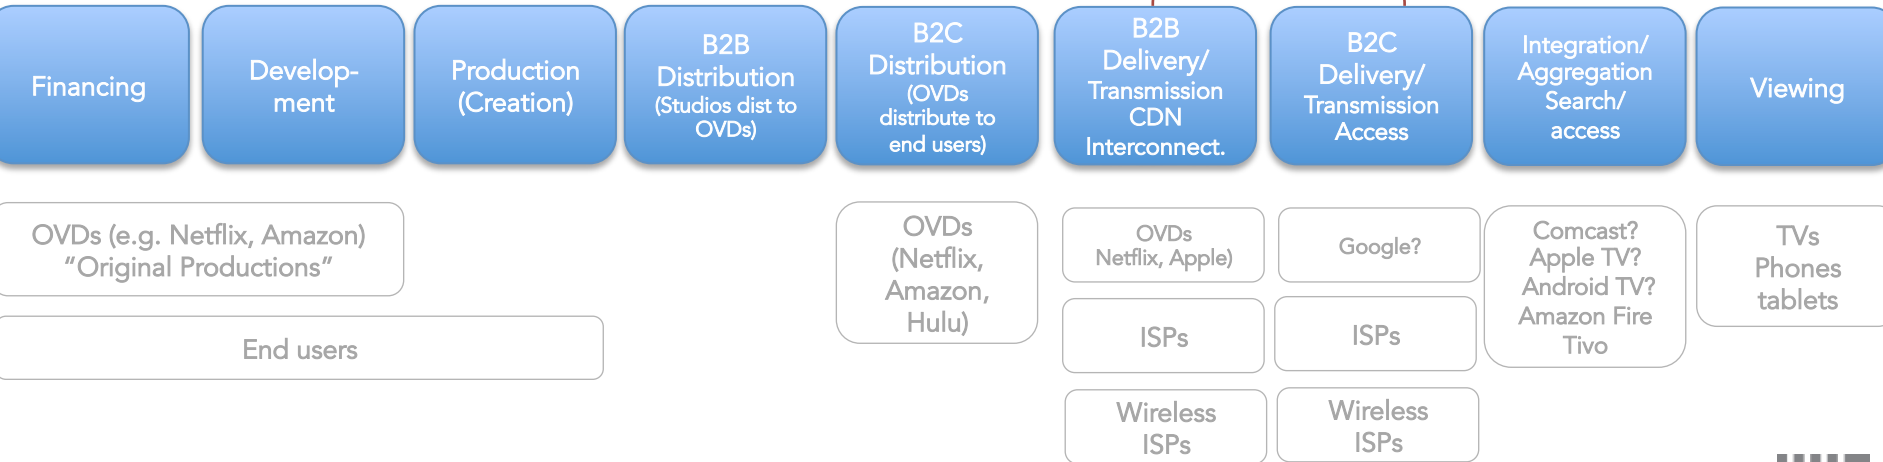 Financing
Develop-
ment
Production
(Creation)
B2B
Distribution
(Studios dist to
OVDs)
B2C
Distribution
(OVDs
distribute to
end users)
B2B
Delivery/
Transmission
CDN
Interconnect.
B2C
Delivery/
Transmission
Access
Integration/
Aggregation
Search/
access
Viewing
OVDs (e.g. Netflix, Amazon)
“Original Productions”
End users
OVDs
(Netflix,
Amazon,
Hulu)
OVDs
Netflix, Apple)
ISPs
Wireless
ISPs
Google?
ISPs
Wireless
ISPs
Comcast?
Apple TV?
Android TV?
Amazon Fire
Tivo
TVs
Phones
tablets